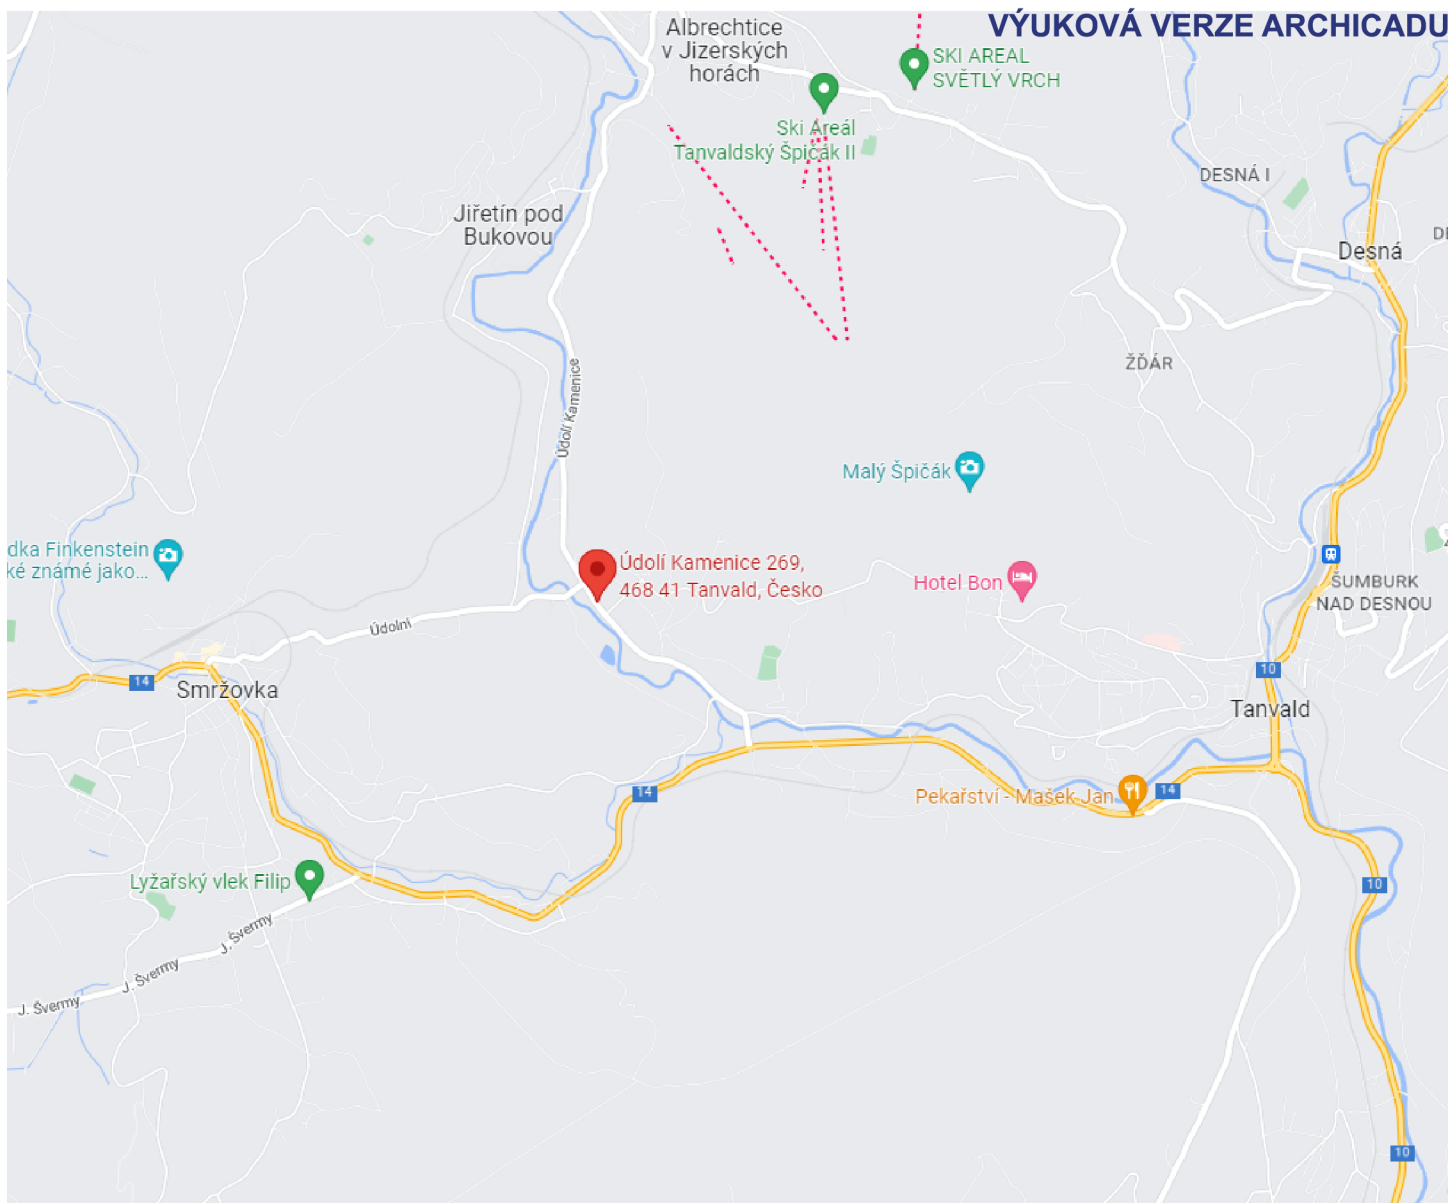 VÝUKOVÁ VERZE ARCHICADU
Albrechtice
v Jizerských
horách
SKI AREAL
SVĚTLÝ VRCH
Ski Areál
Tanvaldský Špičák II
DESNÁ I
Jiřetín pod
Bukovou
Desná
ŽĎÁR
Údolí Kamenice
Malý Špičák
dka Finkenstein
ké známé jako...
Údolí Kamenice 269,
468 41 Tanvald, Česko
Hotel Bon
ŠUMBURK
NAD DESNOU
Údolní
10
14
Smržovka
Tanvald
14
14
Pekařství - Mašek Jan
Lyžařský vlek Filip
10
J. Švermy
J. Švermy
J. Švermy
10